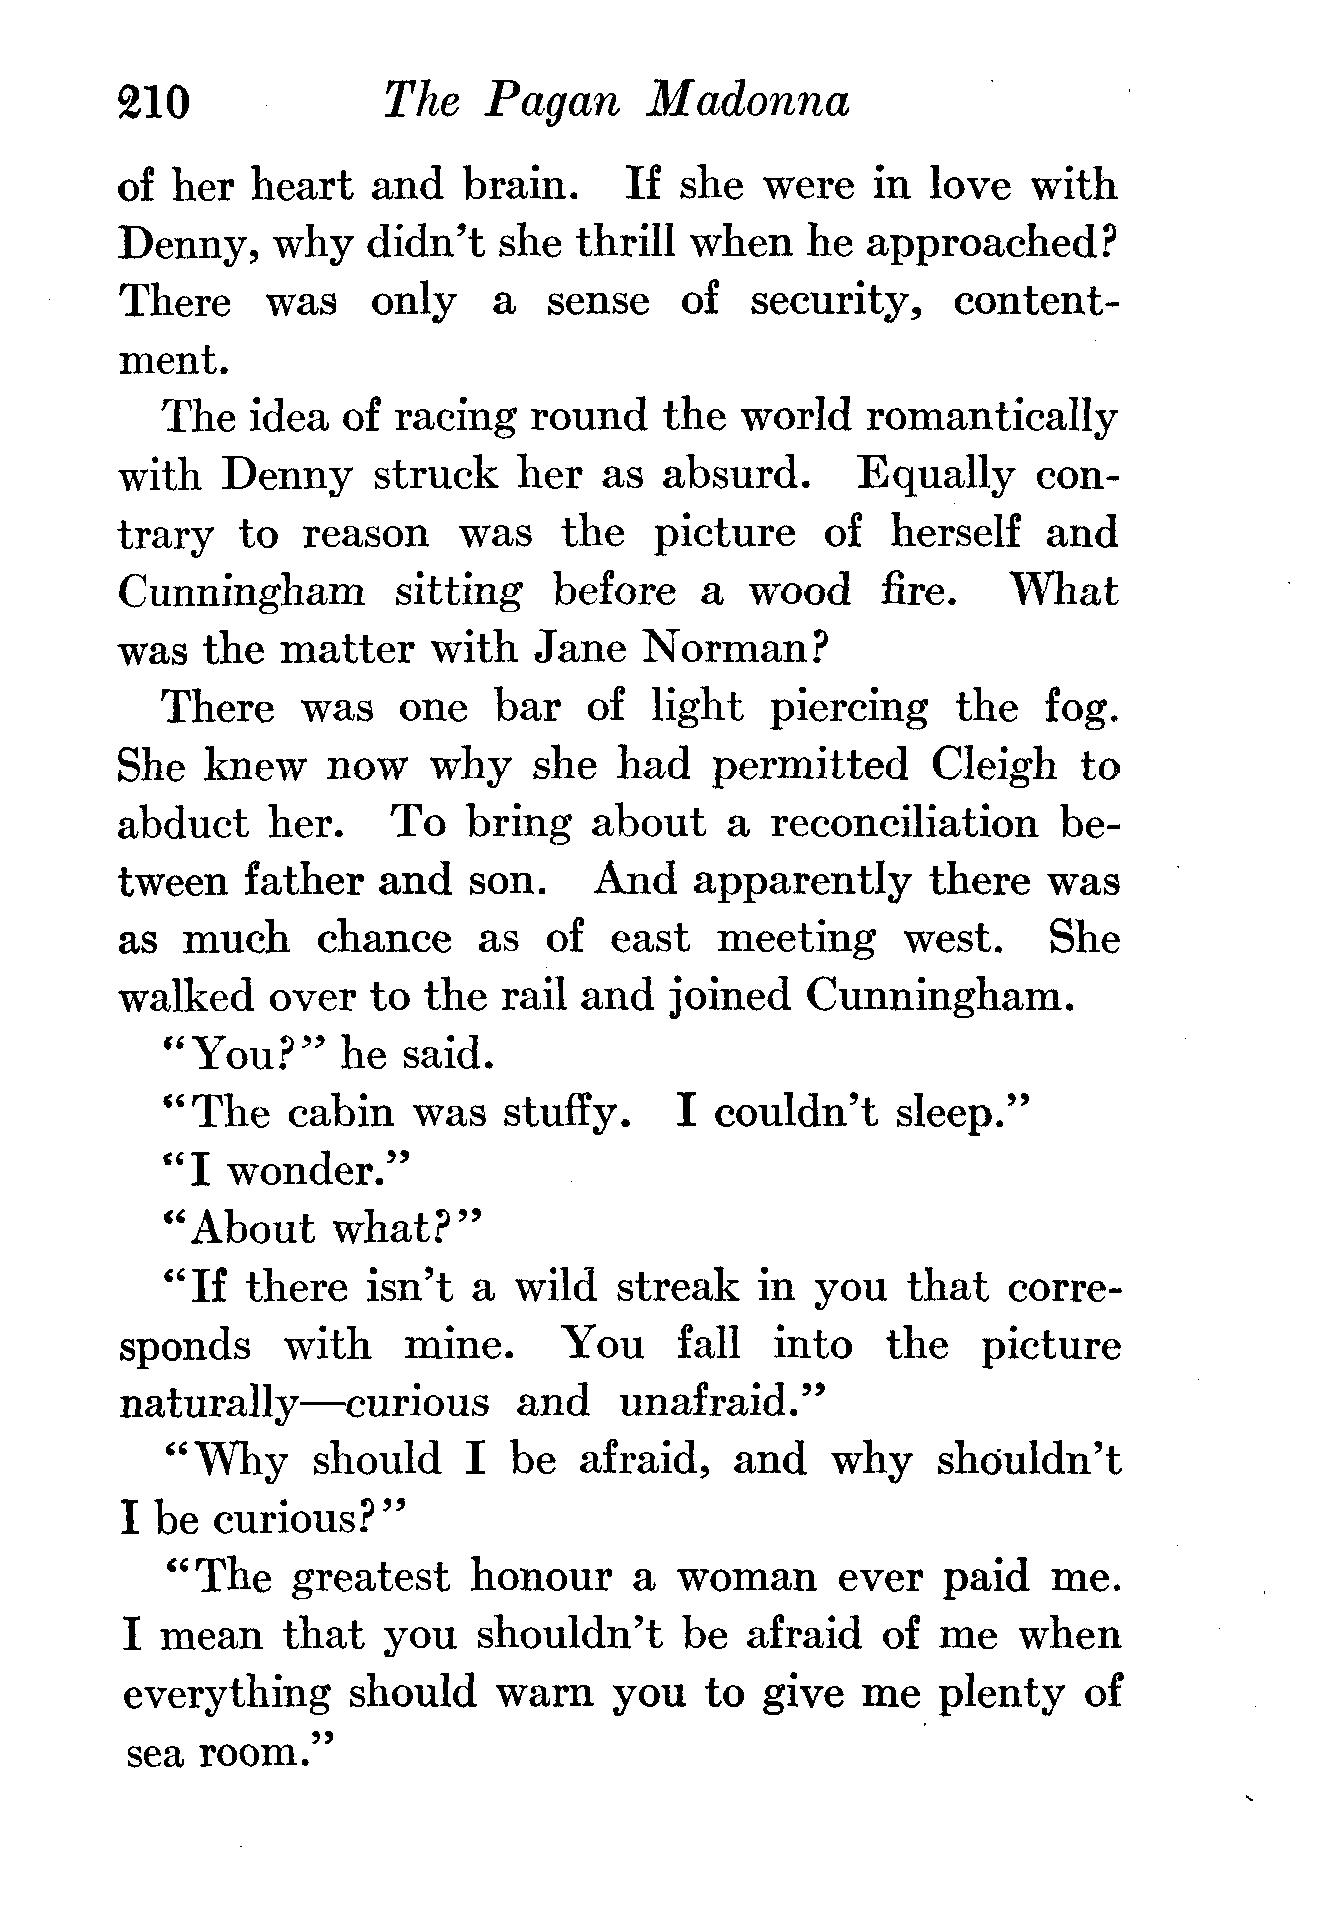 210 The Pagan Madonna
of her heart and brain. If she were in love with
Denny, why didn't she thrill when he approached?
There was only a sense of security, content-
ment.
The idea of racing round the world romantically
with Denny struck her as absurd. Equally con-
trary to reason was the picture of herself and
Cunningham sitting before a wood fire. What
was the matter with Jane Norman?
There was one bar of light piercing the fog.
She knew now why she had permitted Cleigh to
abduct her. To bring about a reconciliation be-
tween father and son. And apparently there was
as much chance as of east meeting west. She
walked over to the rail and joined Cunningham.
“You?” he said.
“The cabin was stuffy. I couldn't sleep.”
“I wonder.”
“About what?”
“If there isn't a wild streak in you that corre-
sponds with mine. You fall into the picture
naturally—curious and unafraid.”
“Why should I be afraid, and why shouldn't
I be curious?”
“The greatest honour a woman ever paid me.
I mean that you shouldn't be afraid of me when
everything should warn you to give me plenty of
sea room.”